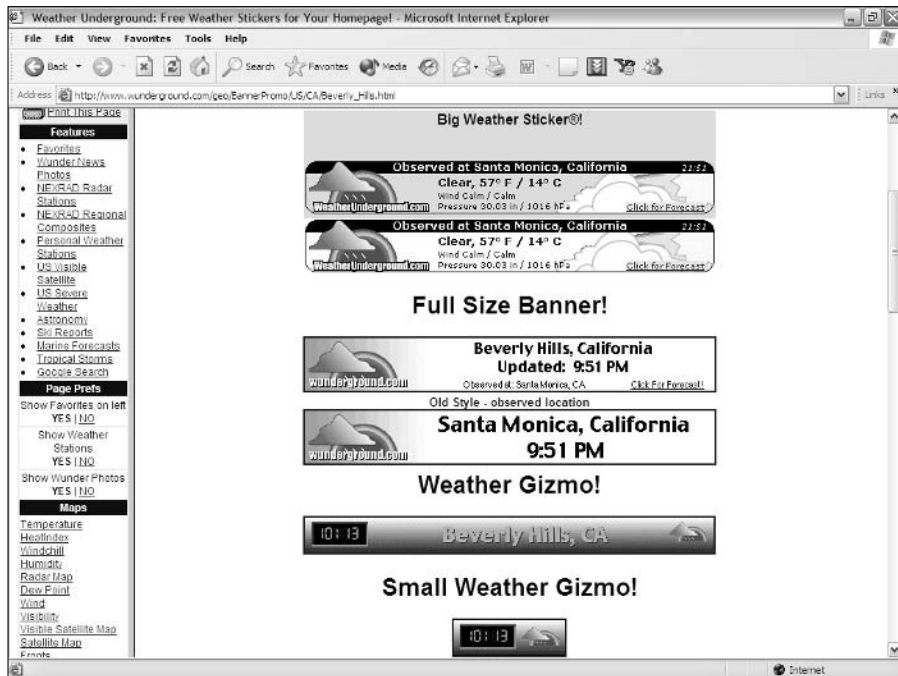 Weather Underground: Free Weather Stickers for Your Homepage! - Microsoft Internet Explorer
File Edit View Favorites Tools Help
Back Search Favorites Media
Address http://www.wunderground.com/geo/BannerPromo/US/CA/Beverly_Hills.html Links »
Print This Page
Features
Favorites
Wunder News
Photos
NEXRAD Radar
Stations
NEXRAD Regional
Composites
Personal Weather
Stations
US Visible
Satellite
US Severe
Weather
Astronomy
Ski Reports
Marine Forecasts
Tropical Storms
Google Search
Page Prefs
Show Favorites on left
YES | NO
Show Weather
Stations
YES | NO
Show Wunder Photos
YES | NO
Maps
Temperature
HeatIndex
Windchill
Humidity
Radar Map
Dew Point
Wind
Visibility
Visible Satellite Map
Satellite Map
Fronts
Big Weather Sticker®!
Observed at Santa Monica, California 21:51
Clear, 57° F / 14° C
Wind Calm / Calm
Pressure 30.03 in / 1016 hPa
WeatherUnderground.com Click for Forecast
Observed at Santa Monica, California 21:51
Clear, 57° F / 14° C
Wind Calm / Calm
Pressure 30.03 in / 1016 hPa
WeatherUnderground.com Click for Forecast
Full Size Banner!
Beverly Hills, California
Updated: 9:51 PM
wunderground.com Observed at: Santa Monica, CA Click For Forecast!
Old Style - observed location
Santa Monica, California
9:51 PM
wunderground.com
Weather Gizmo!
10:13 Beverly Hills, CA
Small Weather Gizmo!
10:13
Internet